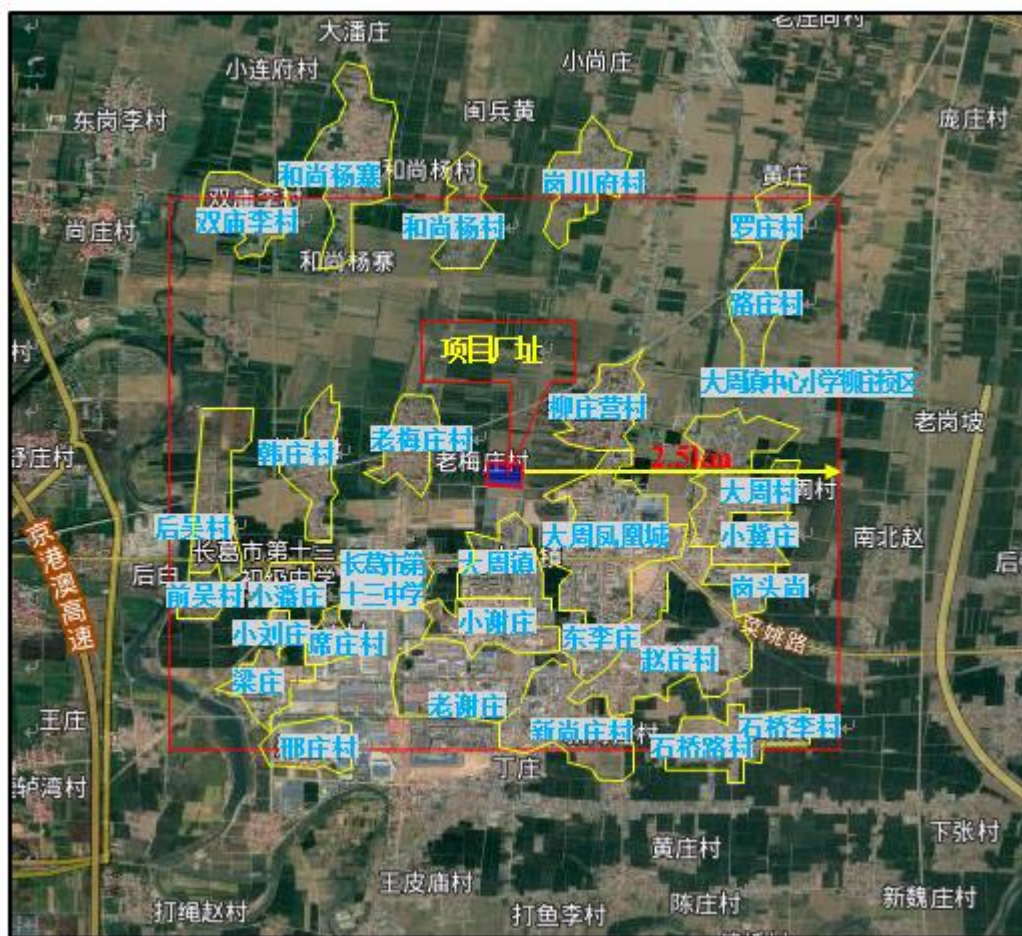 大潘庄
老庄尚村
小连府村
小尚庄
东岗李村
闫兵黄
庞庄村
和尚杨寨
和尚杨村
岗川府村
黄庄
双庙李村
双庙李村
尚庄村
和尚杨村
罗庄村
和尚杨寨
路庄村
村
项目厂址
大周镇中心小学柳庄校区
柳庄营村
老岗坡
老梅庄村
韩庄村
老梅庄村
2.5km
大周村
周村
后吴村
大周凤凰城
小冀庄
南北赵
京港澳高速
长葛市第十三
初级中学
长葛市第
十三中学
大周镇
镇
前吴村
小潘庄
岗头尚
小刘庄
席庄村
小谢庄
东李庄
赵庄村
梁庄
老谢庄
王庄
邢庄村
新尚庄村
村
石桥路村
石桥李村
丁庄
轳湾村
黄庄村
下张村
王皮庙村
打绳赵村
打鱼李村
陈庄村
新魏庄村